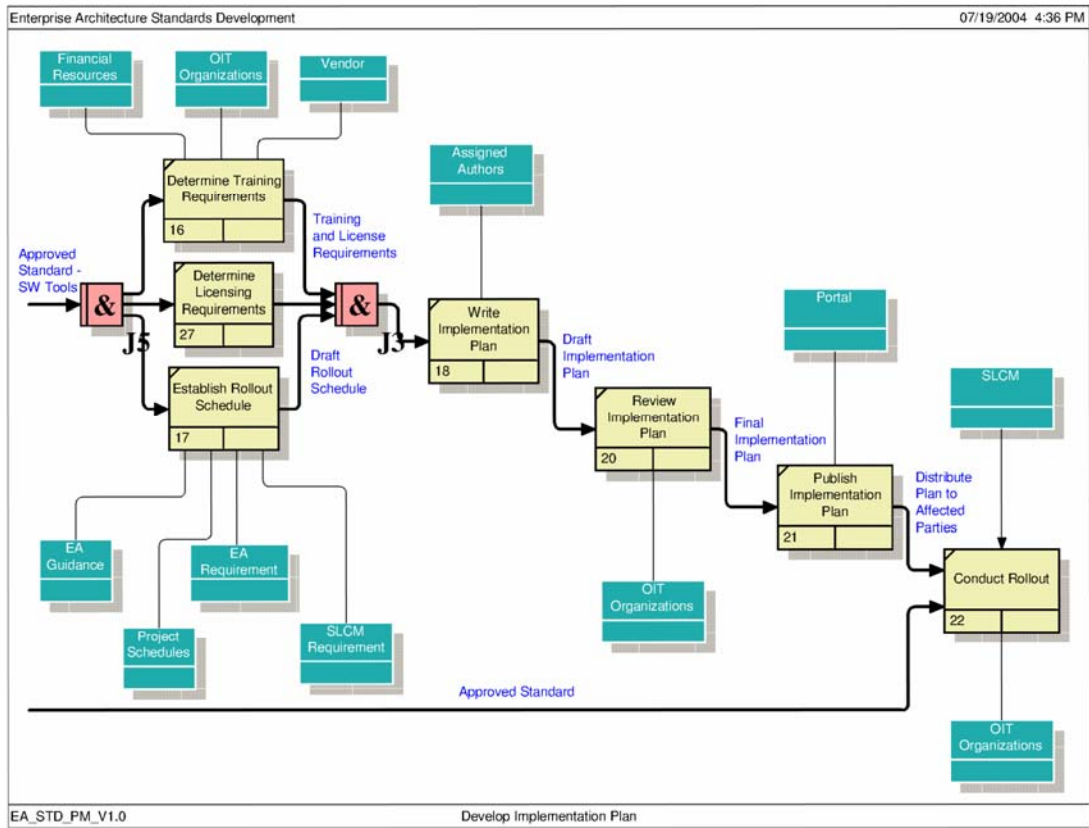 Enterprise Architecture Standards Development
07/19/2004 4:36 PM
Financial
Resources
OIT
Organizations
Vendor
Determine Training
Requirements
16
Assigned
Authors
Training
and License
Requirements
Approved
Standard -
SW Tools
&
J5
Determine
Licensing
Requirements
27
&
J3
Draft
Rollout
Schedule
Establish Rollout
Schedule
17
Write
Implementation
Plan
18
Draft
Implementation
Plan
Portal
SLCM
Review
Implementation
Plan
20
Final
Implementation
Plan
Publish
Implementation
Plan
21
Distribute
Plan to
Affected
Parties
EA
Guidance
EA
Requirement
Project
Schedules
SLCM
Requirement
OIT
Organizations
Conduct Rollout
22
Approved Standard
OIT
Organizations
EA_STD_PM_V1.0
Develop Implementation Plan